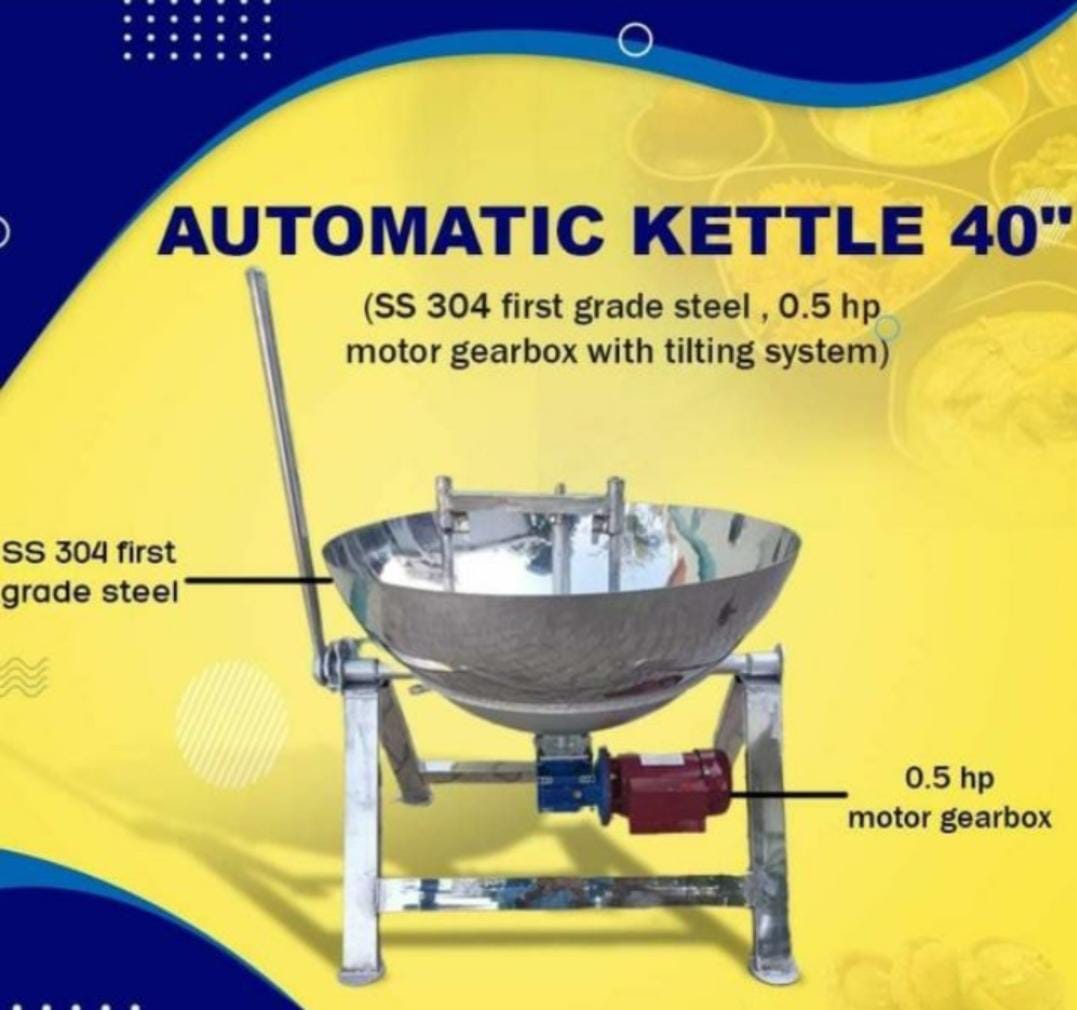 AUTOMATIC KETTLE 40"
(SS 304 first grade steel , 0.5 hp
motor gearbox with tilting system)
SS 304 first
grade steel
0.5 hp
motor gearbox